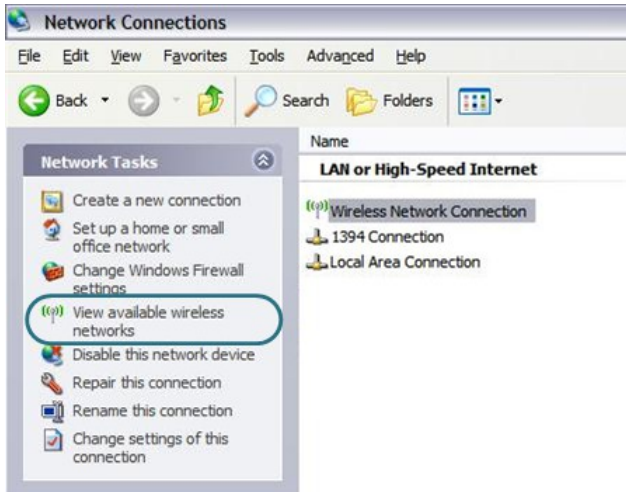 Network Connections
File Edit View Favorites Tools Advanced Help
Back Search Folders
Network Tasks
Create a new connection
Set up a home or small
office network
Change Windows Firewall
settings
View available wireless
networks
Disable this network device
Repair this connection
Rename this connection
Change settings of this
connection
Name
LAN or High-Speed Internet
Wireless Network Connection
1394 Connection
Local Area Connection